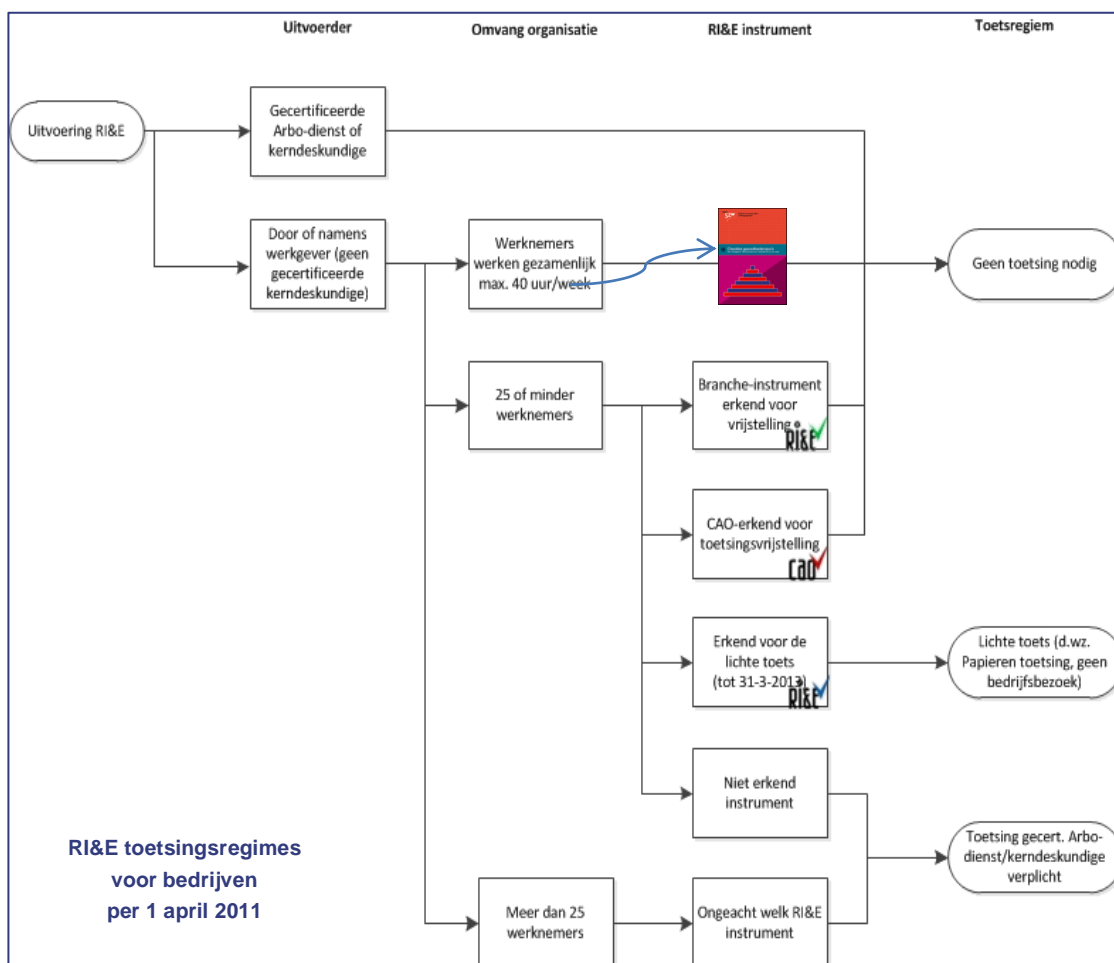 Uitvoerder
Omvang organisatie
RI&E instrument
Toetsregiem
Uitvoering RI&E
Gecertificeerde
Arbo-dienst of
kerndeskundige
Door of namens
werkgever (geen
gecertificeerde
kerndeskundige)
Werknemers
werken gezamenlijk
max. 40 uur/week
Geen toetsing nodig
25 of minder
werknemers
Branche-instrument
erkend voor
vrijstelling
RI&E
CAO-erkend voor
toetsingsvrijstelling
cao
Erkend voor de
lichte toets
(tot 31-3-2013)
RI&E
Lichte toets (d.wz.
Papieren toetsing, geen
bedrijfsbezoek)
Niet erkend
instrument
Toetsing gecert. Arbo-
dienst/kerndeskundige
verplicht
Meer dan 25
werknemers
Ongeacht welk RI&E
instrument
RI&E toetsingsregimes
voor bedrijven
per 1 april 2011